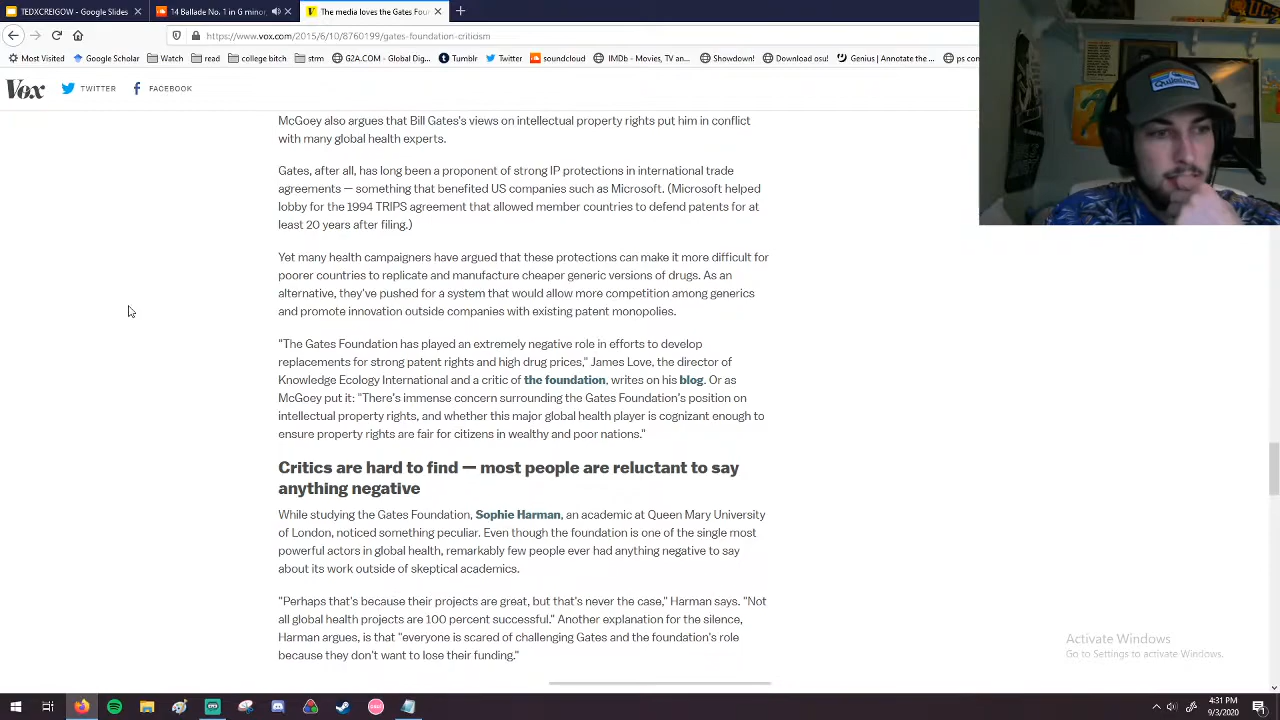 TEDXCREIGOV - Google Slides
14 Ballade No. 1 in G minor
The media loves the Gates Fou
https://www.vox.com/2015/6/10/8760199/gates-foundation-criticism
Most Visited Google Scholar Watch read college bitch strm G2A.COM | Global Dig... Tumblr Twitter soundcloud IMDb - Movies, TV an... Showdown! Download osu! Genius | Annotate the ... ps con
Vox TWITTER FACEBOOK
Quiksilver
McGoey also argues that Bill Gates's views on intellectual property rights put him in conflict
with many global health experts.
Gates, after all, has long been a proponent of strong IP protections in international trade
agreements — something that benefited US companies such as Microsoft. (Microsoft helped
lobby for the 1994 TRIPS agreement that allowed member countries to defend patents for at
least 20 years after filing.)
Yet many health campaigners have argued that these protections can make it more difficult for
poorer countries to replicate and manufacture cheaper generic versions of drugs. As an
alternative, they've pushed for a system that would allow more competition among generics
and promote innovation outside companies with existing patent monopolies.
"The Gates Foundation has played an extremely negative role in efforts to develop
replacements for strong patent rights and high drug prices," James Love, the director of
Knowledge Ecology International and a critic of the foundation, writes on his blog. Or as
McGoey put it: "There's immense concern surrounding the Gates Foundation's position on
intellectual property rights, and whether this major global health player is cognizant enough to
ensure property rights are fair for citizens in wealthy and poor nations."
Critics are hard to find — most people are reluctant to say
anything negative
While studying the Gates Foundation, Sophie Harman, an academic at Queen Mary University
of London, noticed something peculiar. Even though the foundation is one of the single most
powerful actors in global health, remarkably few people ever had anything negative to say
about its work outside of skeptical academics.
"Perhaps that's because their projects are great, but that's never the case," Harman says. "Not
all global health projects are 100 percent successful." Another explanation for the silence,
Harman argues, is that "everyone is scared of challenging Gates and the foundation's role
because they don't want to lose their funding."
Activate Windows
Go to Settings to activate Windows.
4:31 PM
9/3/2020